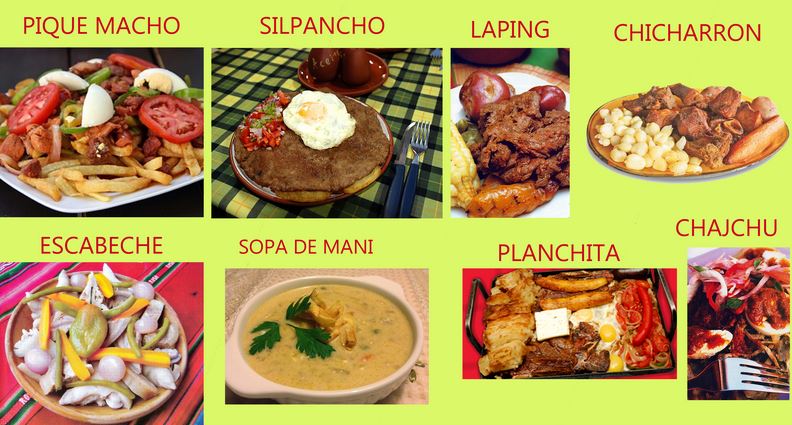 PIQUE MACHO
SILPANCHO
LAPING
CHICHARRON
ESCABECHE
SOPA DE MANI
PLANCHITA
CHAJCHU